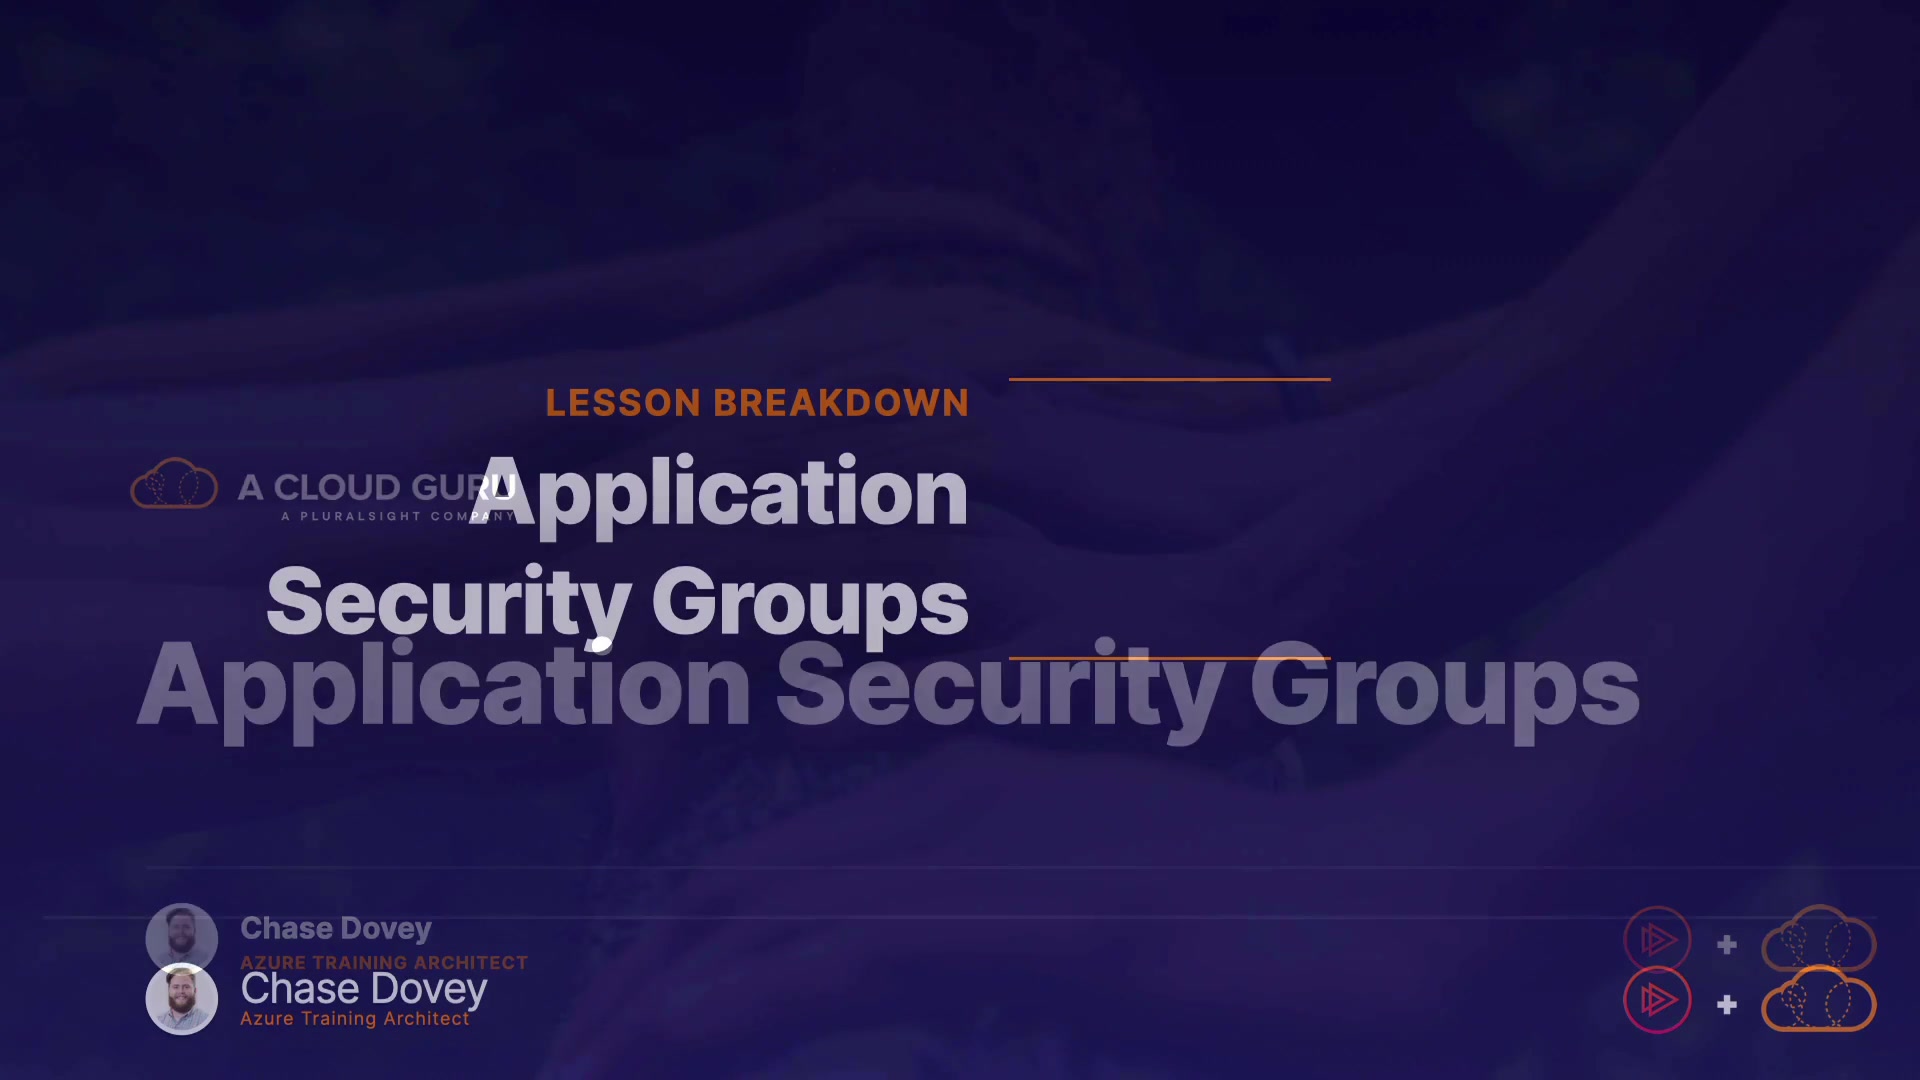 LESSON BREAKDOWN
A CLOUD GURU
A PLURALSIGHT COMPANY
Application
Security Groups
Application Security Groups
Chase Dovey
AZURE TRAINING ARCHITECT
Chase Dovey
Azure Training Architect